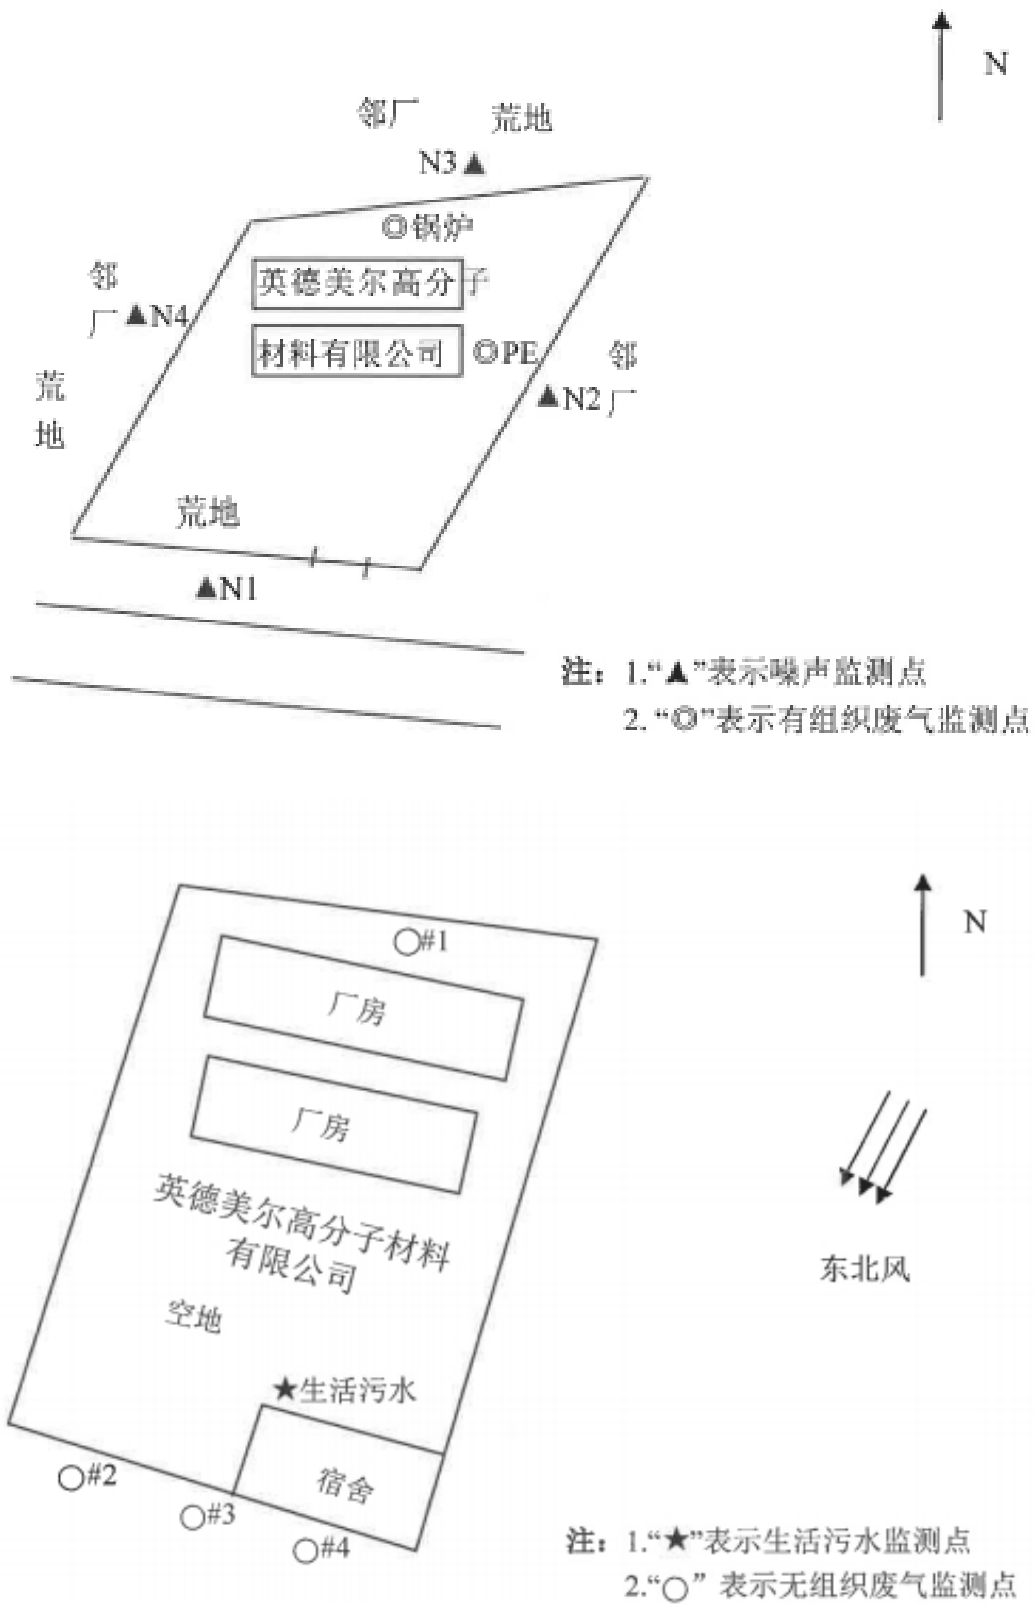 N
邻厂 荒地
N3▲
◎锅炉
英德美尔高分子
材料有限公司 ◎PE
邻
厂 ▲N4
邻
▲N2 厂
荒
地
荒地
▲N1
注：1.“▲”表示噪声监测点
2.“◎”表示有组织废气监测点
N
○#1
厂房
厂房
英德美尔高分子材料
有限公司
东北风
空地
★生活污水
宿舍
○#2
○#3
○#4
注：1.“★”表示生活污水监测点
2.“○” 表示无组织废气监测点